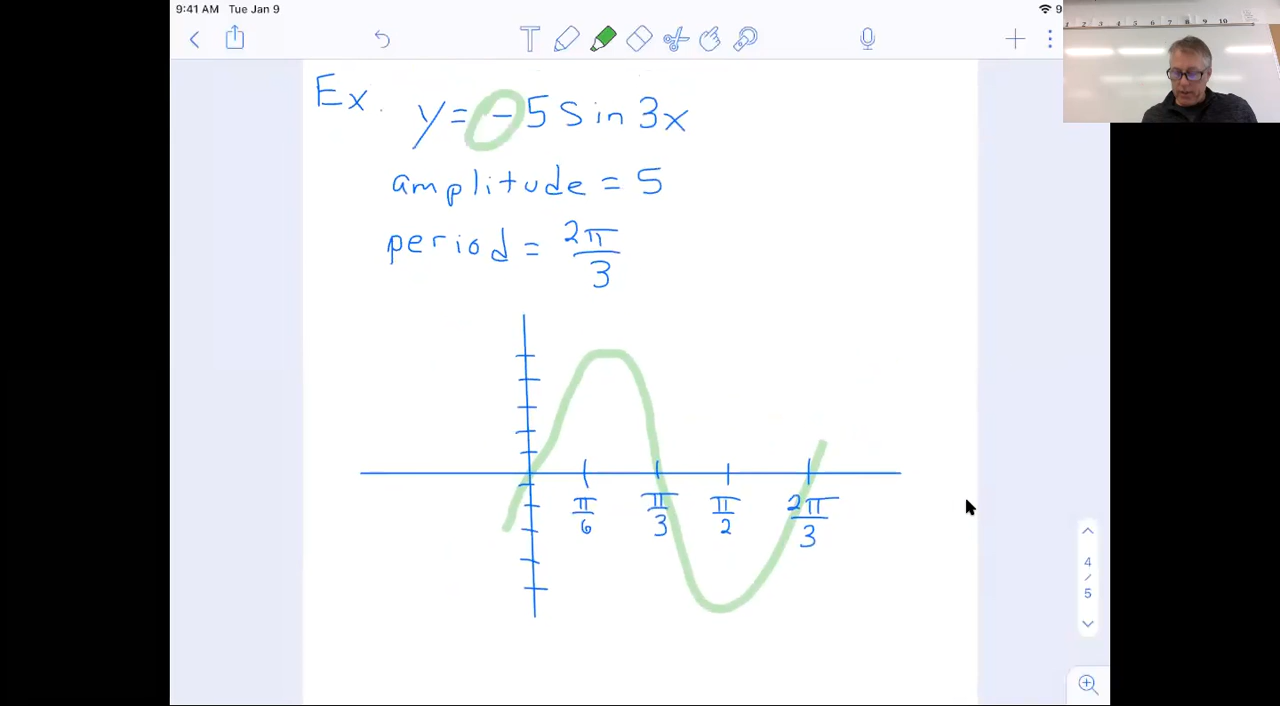 9:41 AM Tue Jan 9
9
T
Ex. y = -5 sin 3x
amplitude = 5
period = 2π/3
π/6 π/3 π/2 2π/3
4
/
5